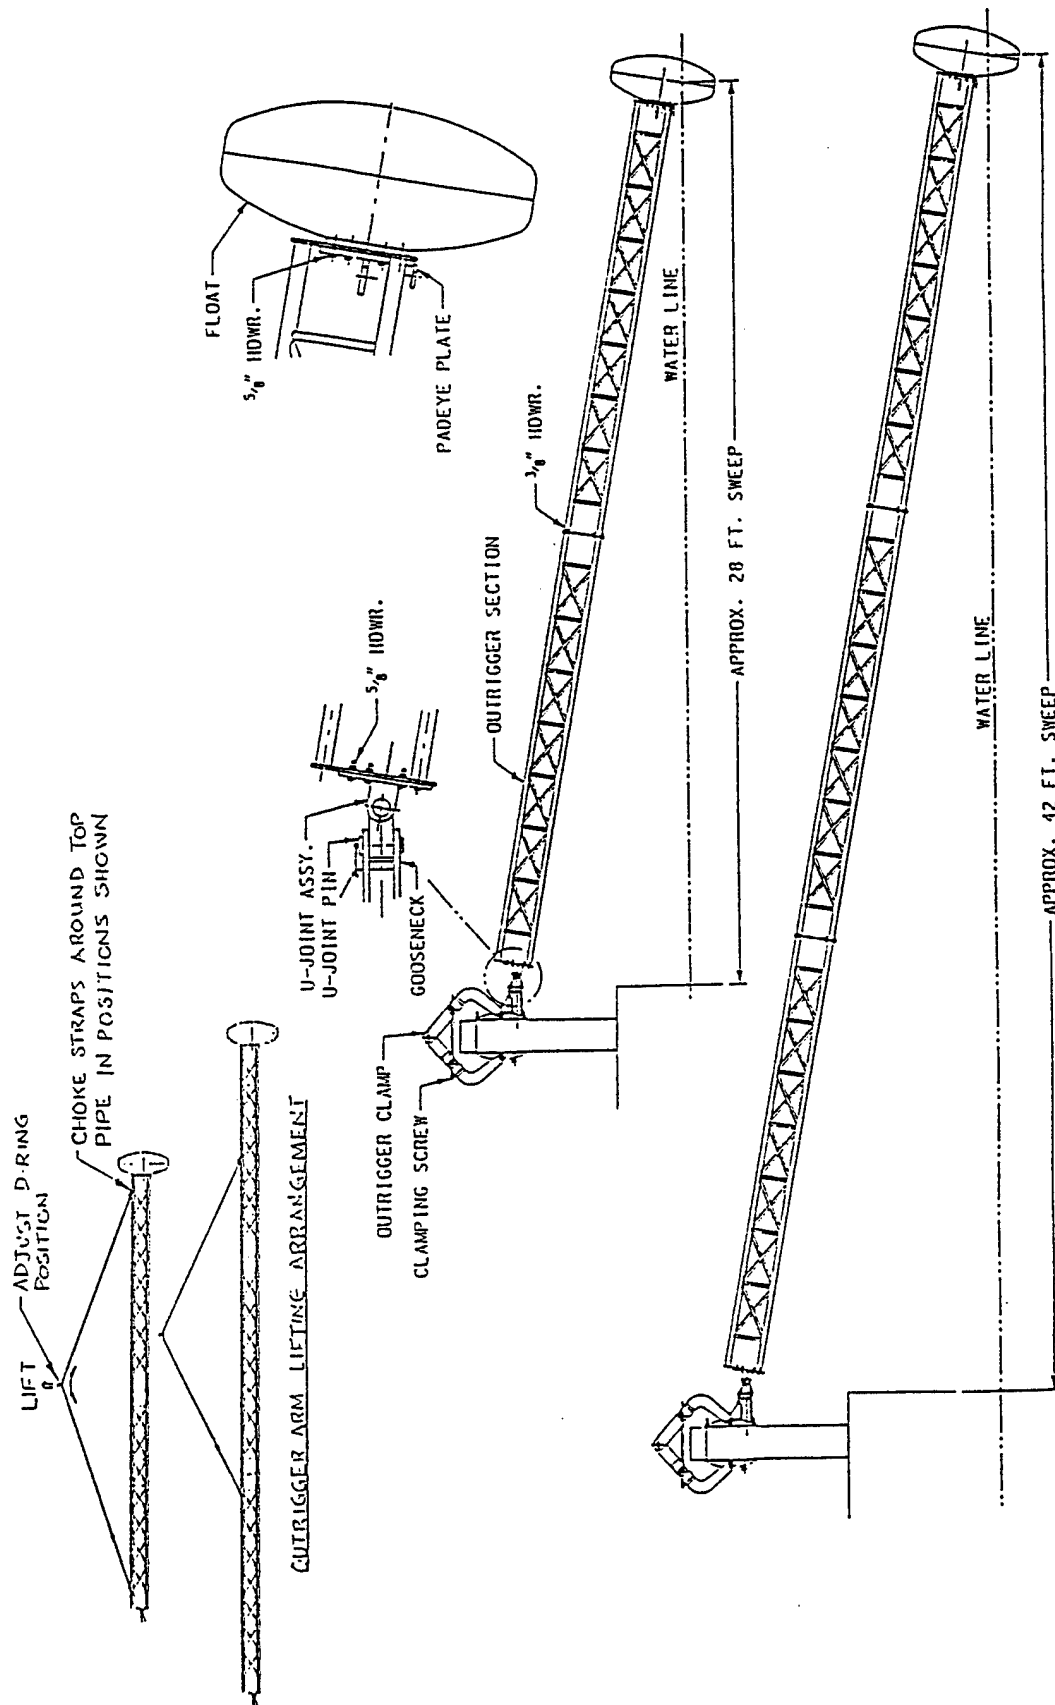 LIFT
ADJUST D-RING
POSITION
CHOKE STRAPS AROUND TOP
PIPE IN POSITIONS SHOWN
OUTRIGGER ARM LIFTING ARRANGEMENT
FLOAT
5/8" HDWR.
PADEYE PLATE
U-JOINT ASSY.
U-JOINT PIN
GOOSENECK
5/8" HDWR.
OUTRIGGER CLAMP
CLAMPING SCREW
OUTRIGGER SECTION
3/8" HDWR.
WATER LINE
APPROX. 28 FT. SWEEP
WATER LINE
APPROX. 42 FT. SWEEP